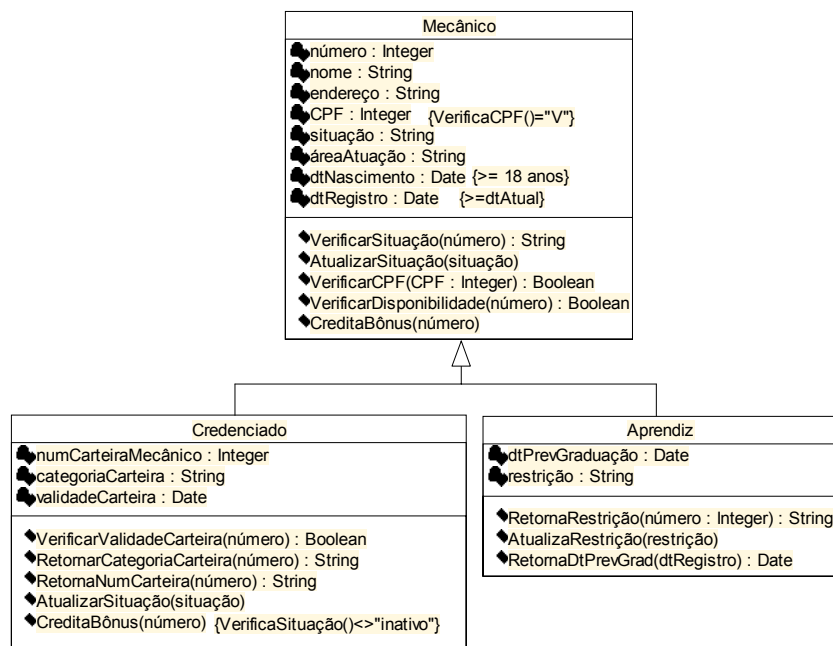 Mecânico
número : Integer
nome : String
endereço : String
CPF : Integer {VerificaCPF()="V"}
situação : String
áreaAtuação : String
dtNascimento : Date {>= 18 anos}
dtRegistro : Date {>=dtAtual}
VerificarSituação(número) : String
AtualizarSituação(situação)
VerificarCPF(CPF : Integer) : Boolean
VerificarDisponibilidade(número) : Boolean
CreditaBônus(número)
Credenciado
numCarteiraMecânico : Integer
categoriaCarteira : String
validadeCarteira : Date
VerificarValidadeCarteira(número) : Boolean
RetornarCategoriaCarteira(número) : String
RetornaNumCarteira(número) : String
AtualizarSituação(situação)
CreditaBônus(número) {VerificaSituação()<>"inativo"}
Aprendiz
dtPrevGraduação : Date
restrição : String
RetornaRestrição(número : Integer) : String
AtualizaRestrição(restrição)
RetornaDtPrevGrad(dtRegistro) : Date